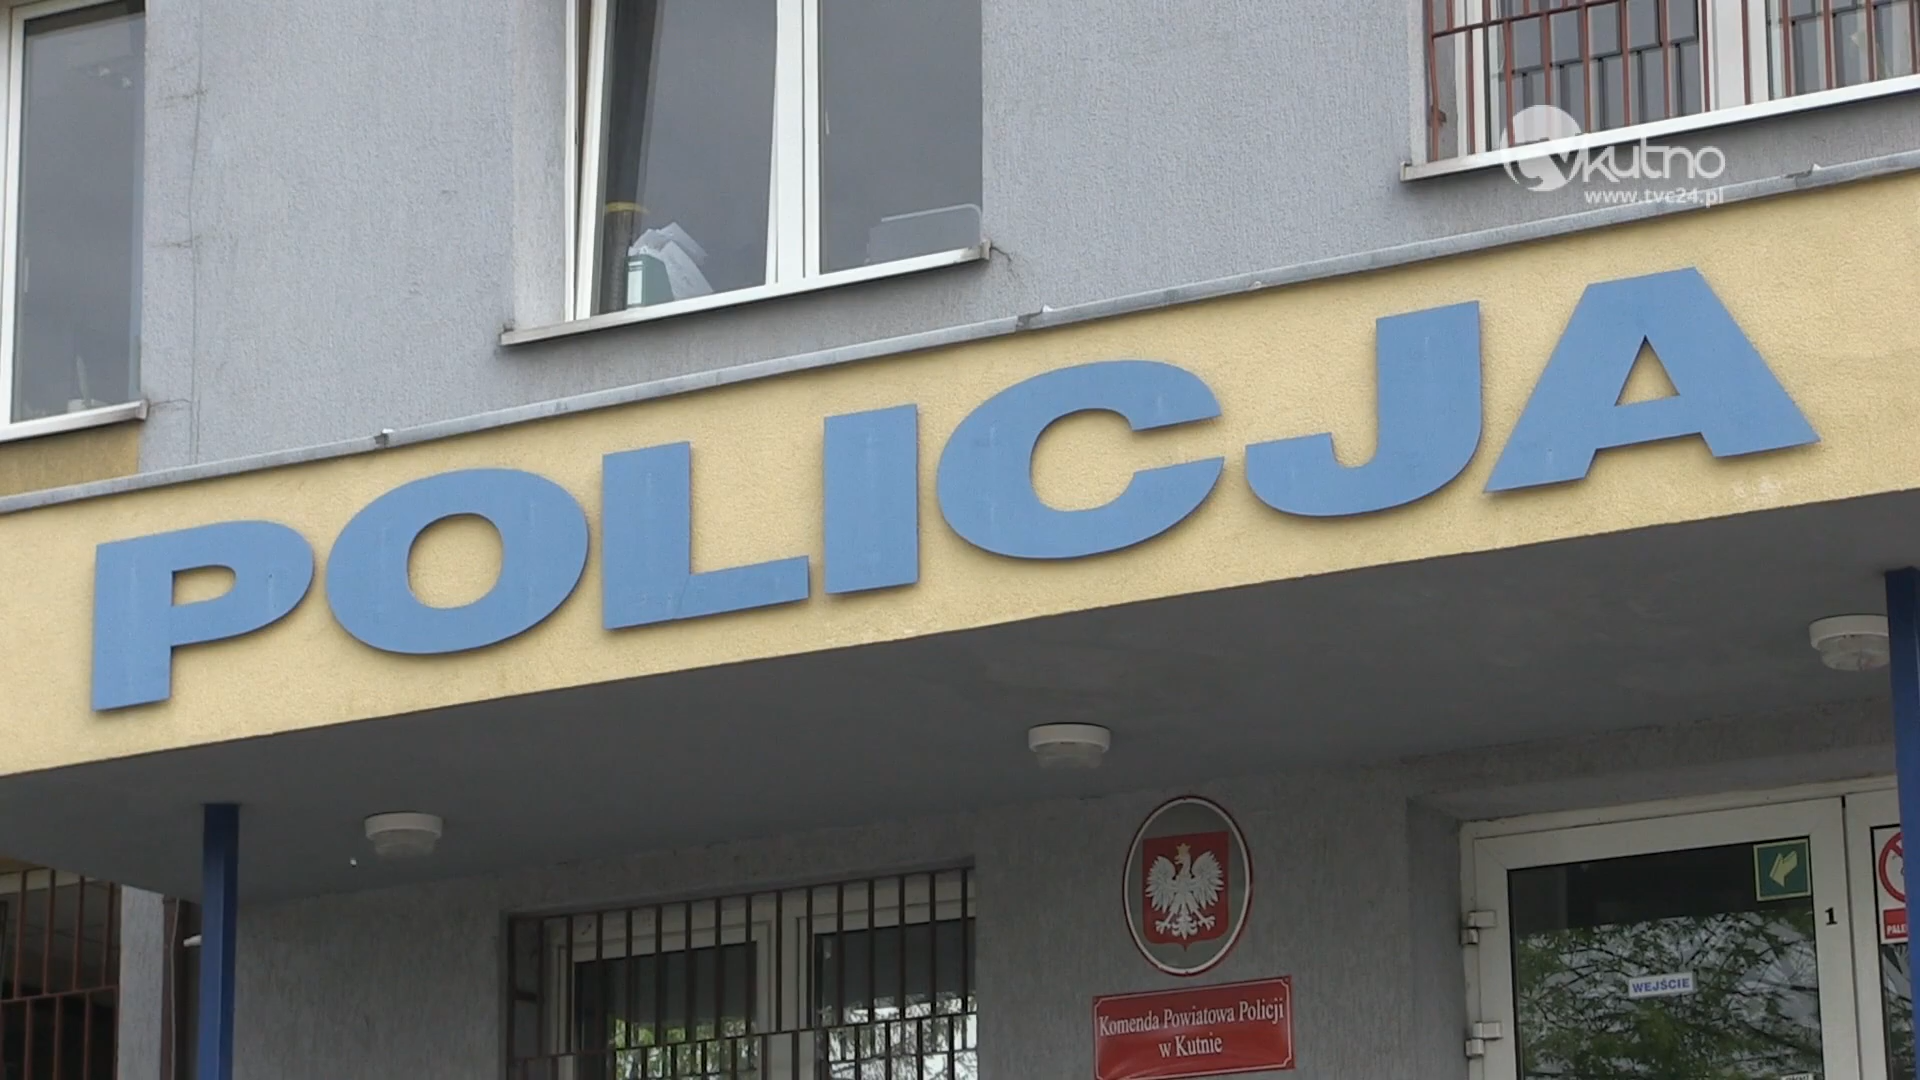 kutno
www.tvc24.pl
POLICJA
1
WEJŚCIE
Komenda Powiatowa Policji
w Kutnie